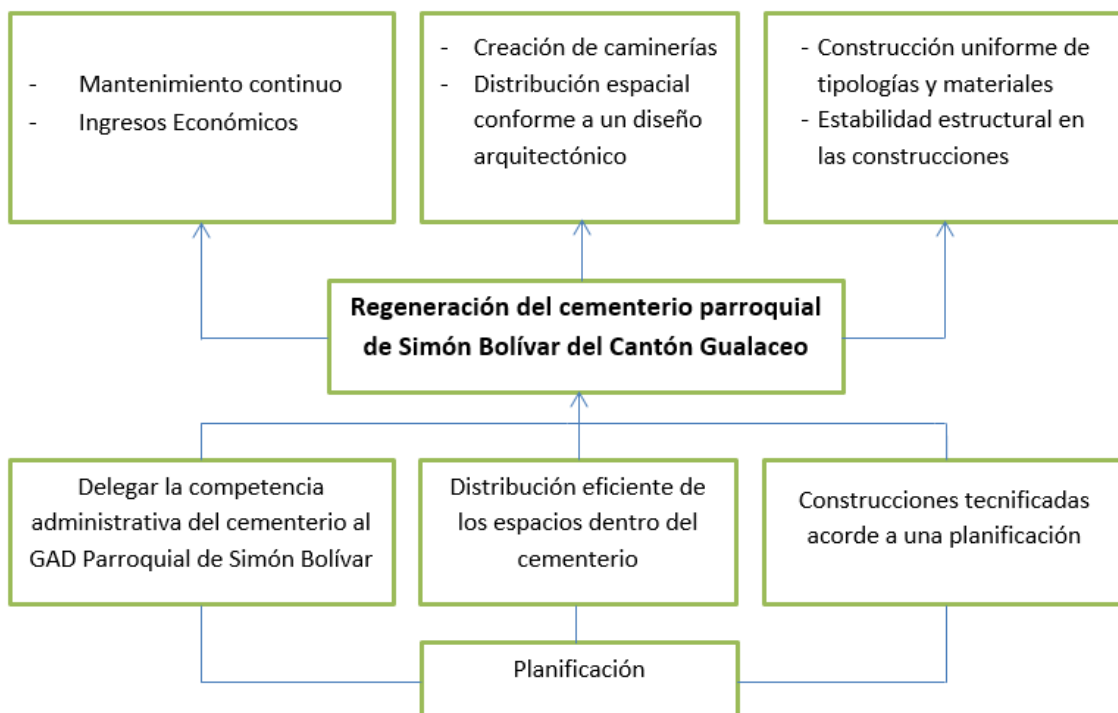 - Mantenimiento continuo
- Ingresos Económicos
- Creación de caminerías
- Distribución espacial
conforme a un diseño
arquitectónico
- Construcción uniforme de
tipologías y materiales
- Estabilidad estructural en
las construcciones
Regeneración del cementerio parroquial
de Simón Bolívar del Cantón Gualaceo
Delegar la competencia
administrativa del cementerio al
GAD Parroquial de Simón Bolívar
Distribución eficiente de
los espacios dentro del
cementerio
Construcciones tecnificadas
acorde a una planificación
Planificación